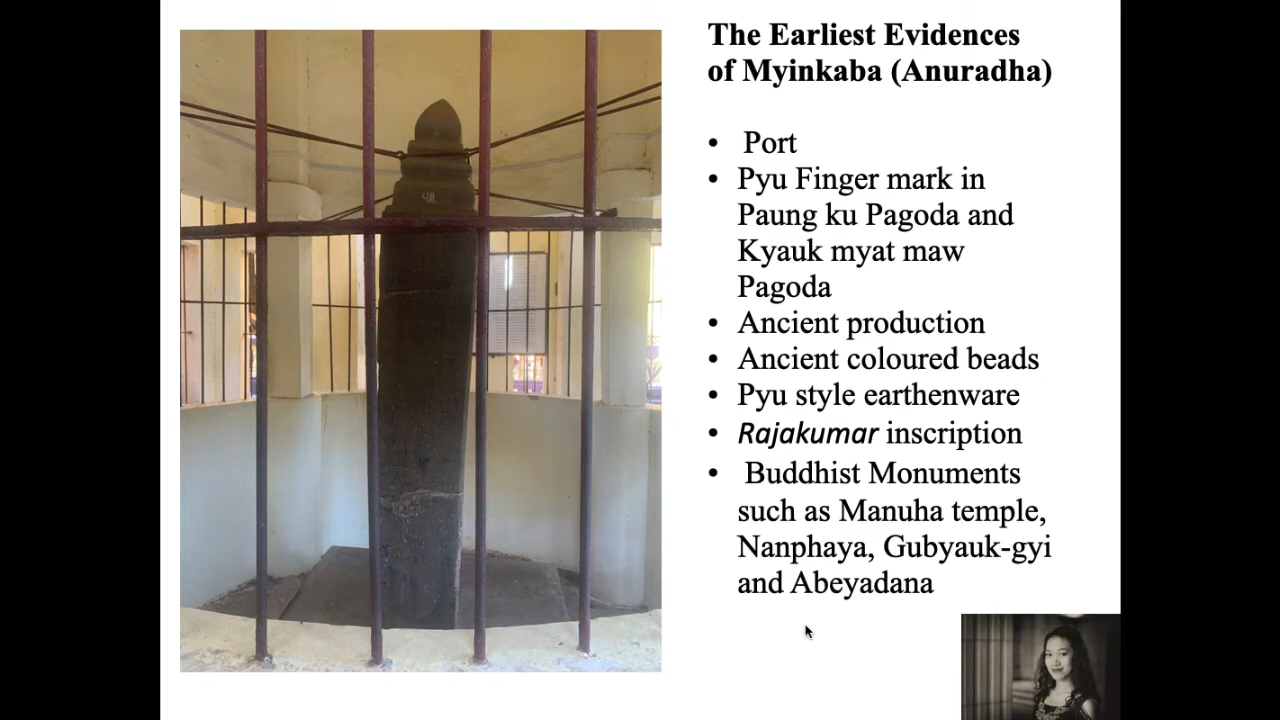 The Earliest Evidences
of Myinkaba (Anuradha)
• Port
• Pyu Finger mark in
Paung ku Pagoda and
Kyauk myat maw
Pagoda
• Ancient production
• Ancient coloured beads
• Pyu style earthenware
• Rajakumar inscription
• Buddhist Monuments
such as Manuha temple,
Nanphaya, Gubyauk-gyi
and Abeyadana